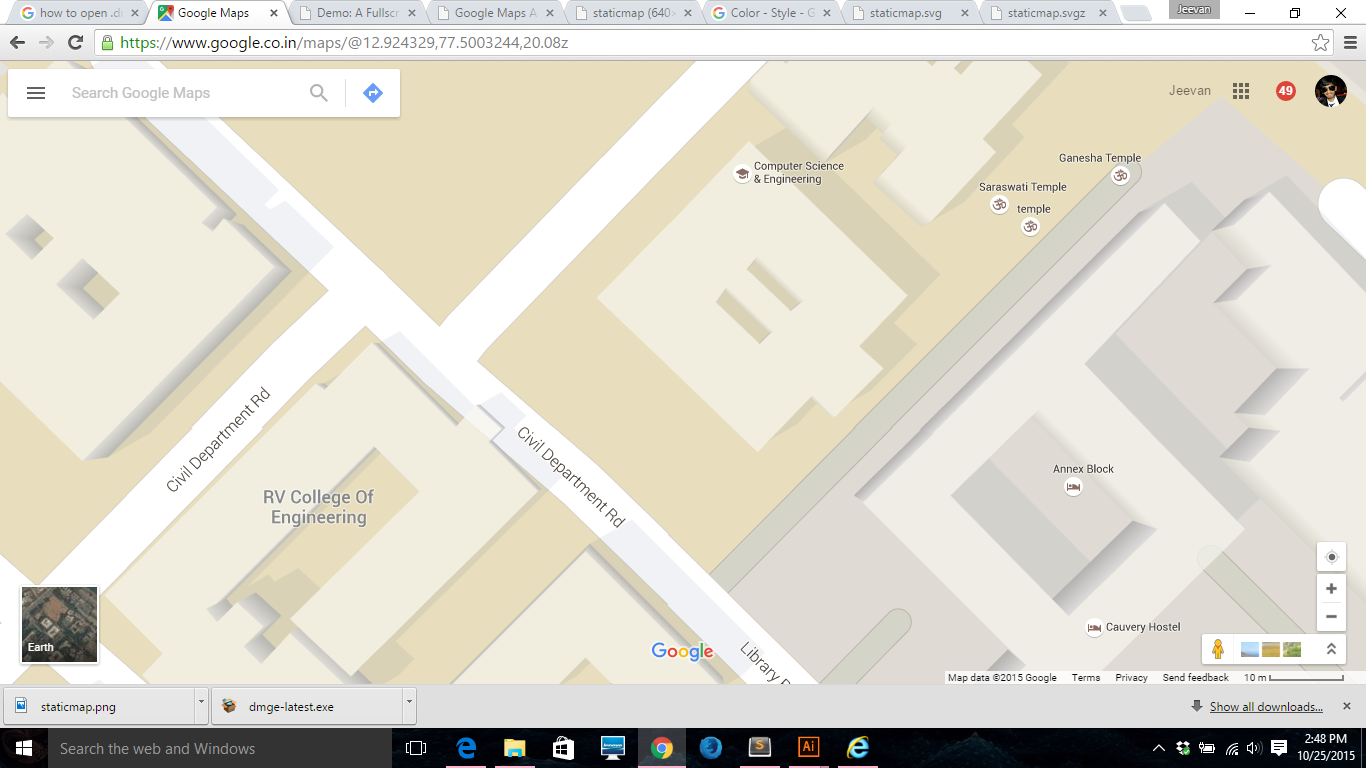 how to open .d
Google Maps
Demo: A Fullscr
Google Maps A
staticmap (640×
Color - Style - G
staticmap.svg
staticmap.svgz
Jeevan
https://www.google.co.in/maps/@12.924329,77.5003244,20.08z
Search Google Maps
Jeevan
49
Computer Science
& Engineering
Ganesha Temple
Saraswati Temple
temple
Civil Department Rd
RV College Of
Engineering
Civil Department Rd
Annex Block
Cauvery Hostel
Library R
Earth
Google
Map data ©2015 Google
Terms
Privacy
Send feedback
10 m
staticmap.png
dmge-latest.exe
Show all downloads...
Search the web and Windows
S
Ai
2:48 PM
10/25/2015